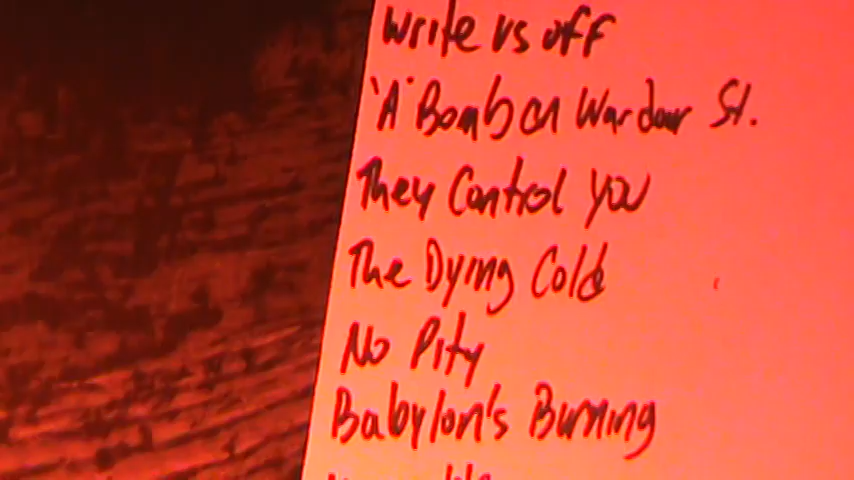 Write us off
'A' Bomb on Wardour St.
They Control you
The Dying Cold
No Pity
Babylon's Burning